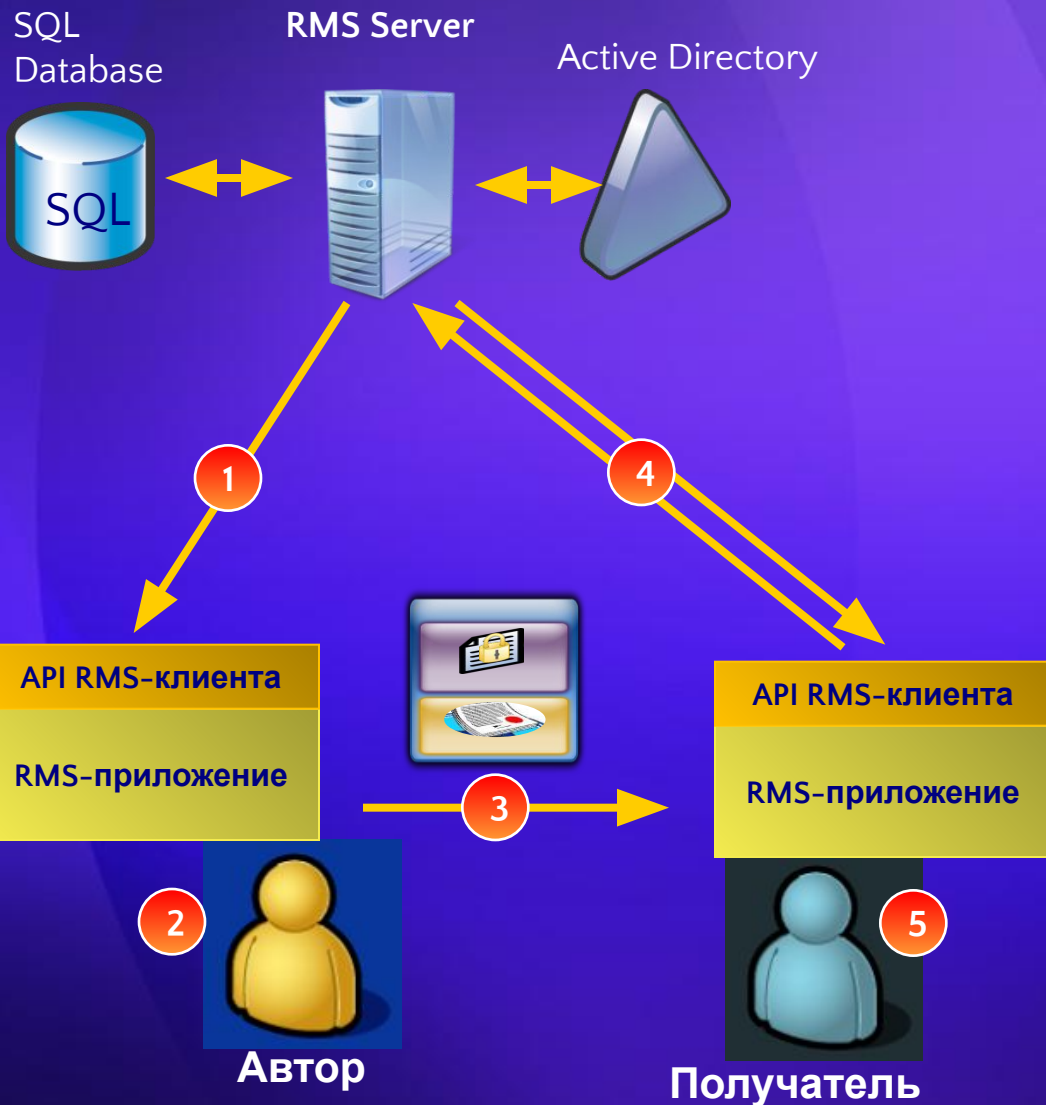 SQL
Database
RMS Server
Active Directory
SQL
1
4
API RMS-клиента
RMS-приложение
API RMS-клиента
RMS-приложение
3
2
5
Автор
Получатель